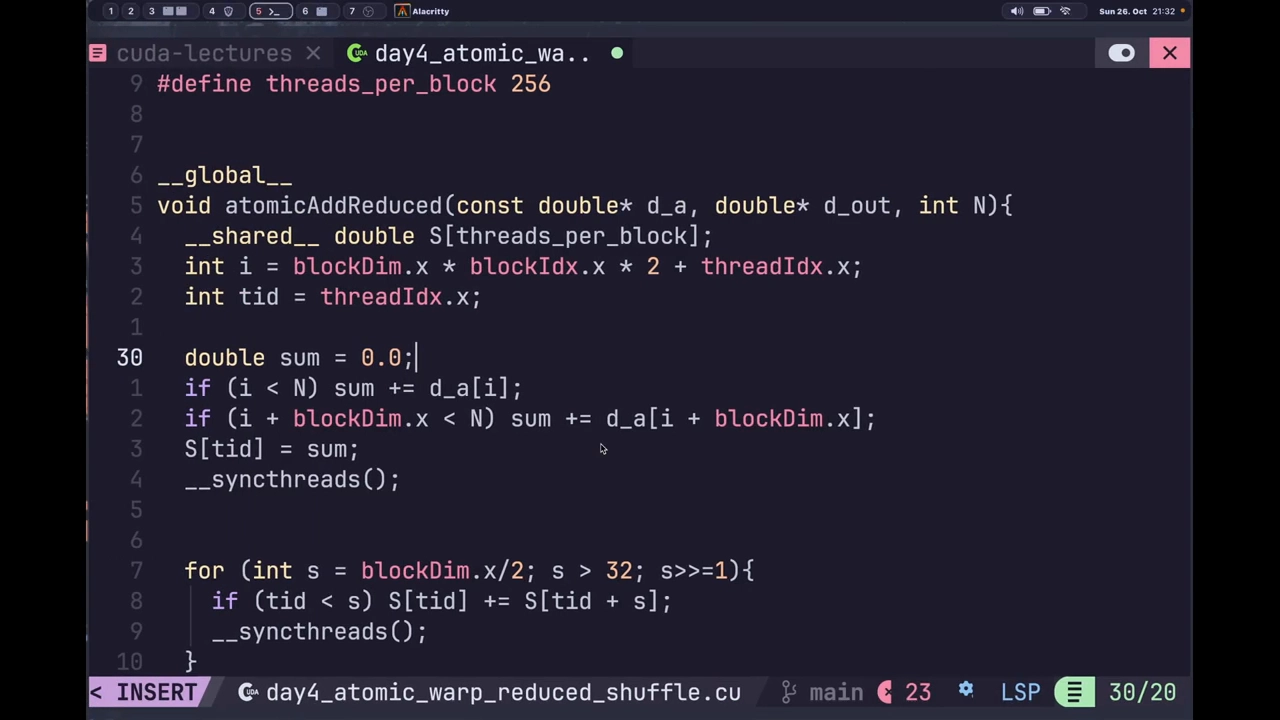 1 2 3 4 5 6 7 Alacritty Sun 26. Oct 21:32
cuda-lectures day4_atomic_wa..
9 #define threads_per_block 256
8
7
6 __global__
5 void atomicAddReduced(const double* d_a, double* d_out, int N){
4 __shared__ double S[threads_per_block];
3 int i = blockDim.x * blockIdx.x * 2 + threadIdx.x;
2 int tid = threadIdx.x;
1
30 double sum = 0.0;
1 if (i < N) sum += d_a[i];
2 if (i + blockDim.x < N) sum += d_a[i + blockDim.x];
3 S[tid] = sum;
4 __syncthreads();
5
6
7 for (int s = blockDim.x/2; s > 32; s>>=1){
8 if (tid < s) S[tid] += S[tid + s];
9 __syncthreads();
10 }
< INSERT day4_atomic_warp_reduced_shuffle.cu main 23 LSP 30/20